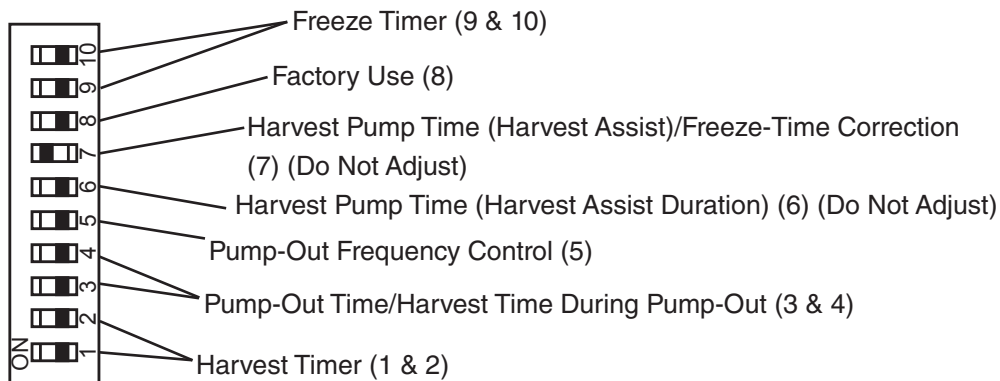 Freeze Timer (9 & 10)
10
9
Factory Use (8)
8
Harvest Pump Time (Harvest Assist)/Freeze-Time Correction
7
(7) (Do Not Adjust)
6
Harvest Pump Time (Harvest Assist Duration) (6) (Do Not Adjust)
5
Pump-Out Frequency Control (5)
4
3
Pump-Out Time/Harvest Time During Pump-Out (3 & 4)
2
ON
1
Harvest Timer (1 & 2)